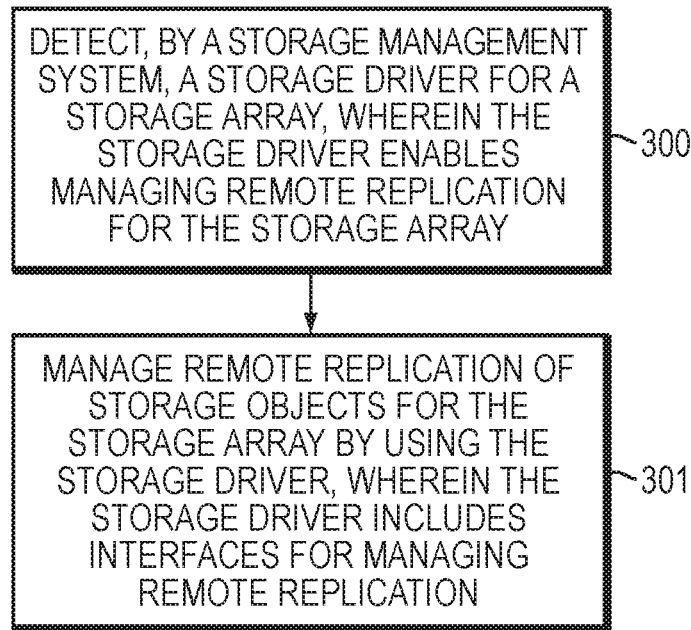 DETECT, BY A STORAGE MANAGEMENT
SYSTEM, A STORAGE DRIVER FOR A
STORAGE ARRAY, WHEREIN THE
STORAGE DRIVER ENABLES
MANAGING REMOTE REPLICATION
FOR THE STORAGE ARRAY
300
MANAGE REMOTE REPLICATION OF
STORAGE OBJECTS FOR THE
STORAGE ARRAY BY USING THE
STORAGE DRIVER, WHEREIN THE
STORAGE DRIVER INCLUDES
INTERFACES FOR MANAGING
REMOTE REPLICATION
301